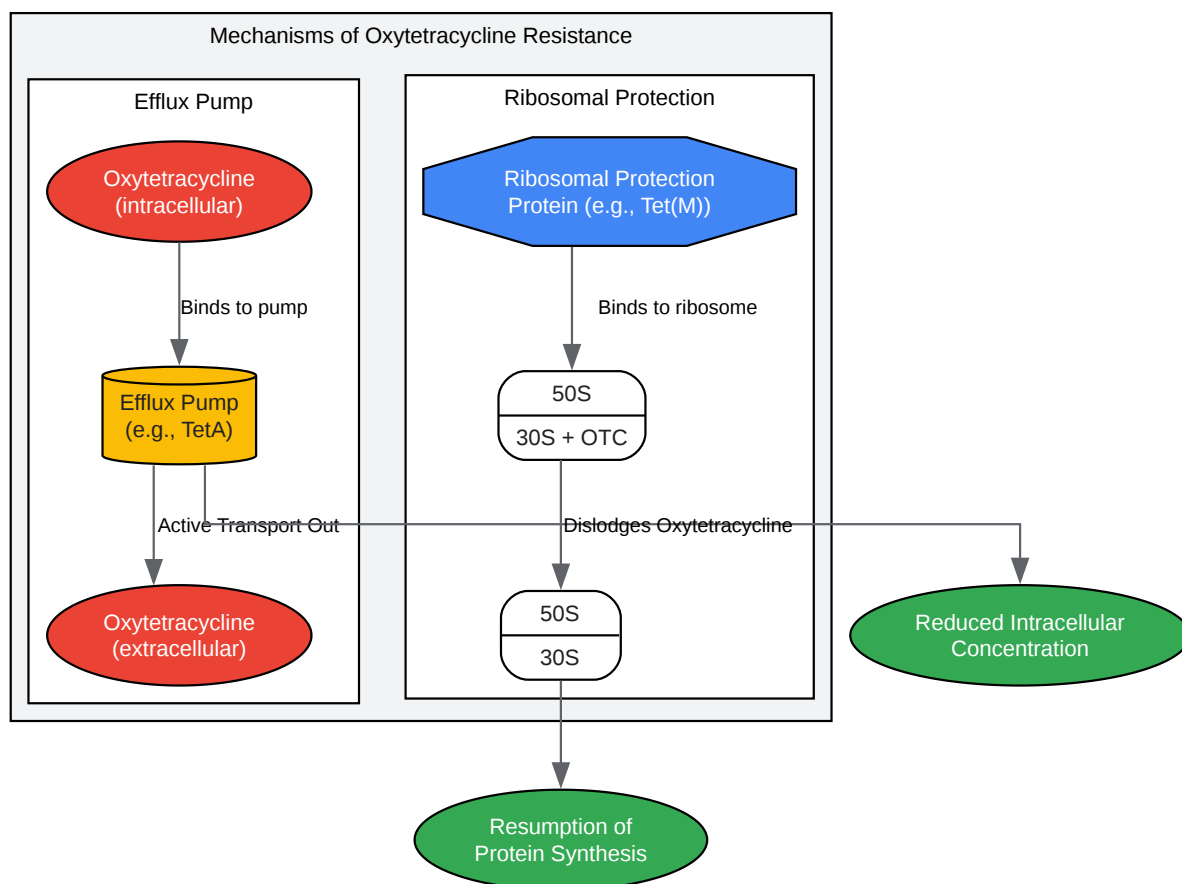 Mechanisms of Oxytetracycline Resistance
Efflux Pump
Oxytetracycline
(intracellular)
Binds to pump
Efflux Pump
(e.g., TetA)
Active Transport Out
Oxytetracycline
(extracellular)
Ribosomal Protection
Ribosomal Protection
Protein (e.g., Tet(M))
Binds to ribosome
50S
30S + OTC
Dislodges Oxytetracycline
50S
30S
Reduced Intracellular
Concentration
Resumption of
Protein Synthesis